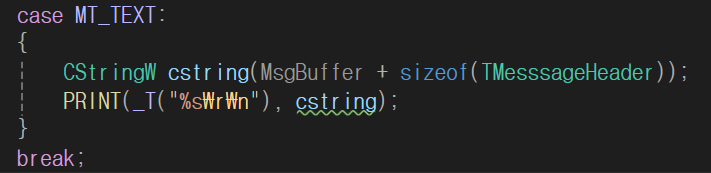 case MT_TEXT:
{
CStringW cstring(MsgBuffer + sizeof(TMesssageHeader));
PRINT(_T("%s₩r₩n"), cstring);
}
break;